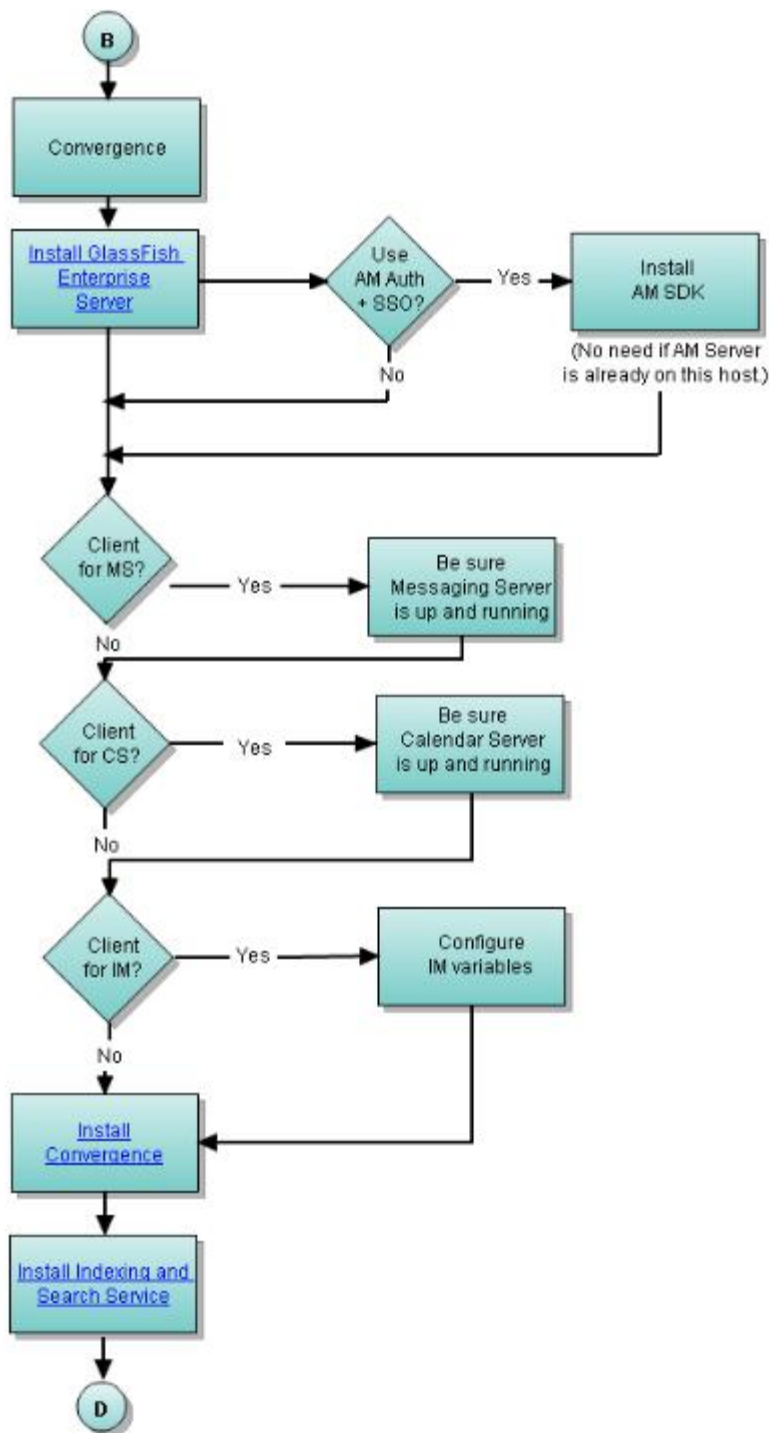 B
Convergence
Install GlassFish
Enterprise
Server
Use
AM Auth
+ SSO?
Yes
Install
AM SDK
(No need if AM Server
is already on this host.)
No
Client
for MS?
Yes
Be sure
Messaging Server
is up and running
No
Client
for CS?
Yes
Be sure
Calendar Server
is up and running
No
Client
for IM?
Yes
Configure
IM variables
No
Install
Convergence
Install Indexing and
Search Service
D